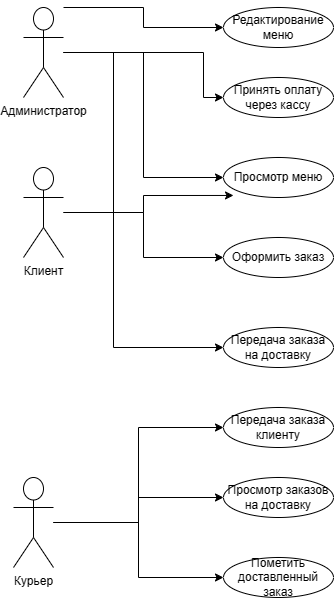 Редактирование
меню
Администратор
Принять оплату
через кассу
Просмотр меню
Клиент
Оформить заказ
Передача заказа
на доставку
Передача заказа
клиенту
Просмотр заказов
на доставку
Курьер
Пометить
доставленный
заказ